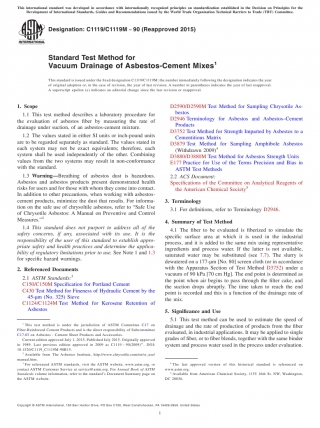 This international standard was developed in accordance with internationally recognized principles on standardization established in the Decision on Principles for the
Development of International Standards, Guides and Recommendations issued by the World Trade Organization Technical Barriers to Trade (TBT) Committee.
Designation: C1119/C1119M – 90 (Reapproved 2015)
Standard Test Method for
Vacuum Drainage of Asbestos-Cement Mixes¹
This standard is issued under the fixed designation C1119/C1119M; the number immediately following the designation indicates the year
of original adoption or, in the case of revision, the year of last revision. A number in parentheses indicates the year of last reapproval.
A superscript epsilon (ε) indicates an editorial change since the last revision or reapproval.
1. Scope
1.1 This test method describes a laboratory procedure for
the evaluation of asbestos fiber by measuring the rate of
drainage under suction, of an asbestos-cement mixture.
1.2 The values stated in either SI units or inch-pound units
are to be regarded separately as standard. The values stated in
each system may not be exact equivalents; therefore, each
system shall be used independently of the other. Combining
values from the two systems may result in non-conformance
with the standard.
1.3 Warning—Breathing of asbestos dust is hazardous.
Asbestos and asbestos products present demonstrated health
risks for users and for those with whom they come into contact.
In addition to other precautions, when working with asbestos-
cement products, minimize the dust that results. For informa-
tion on the safe use of chrysotile asbestos, refer to “Safe Use
of Chrysotile Asbestos: A Manual on Preventive and Control
Measures.”²
1.4 This standard does not purport to address all of the
safety concerns, if any, associated with its use. It is the
responsibility of the user of this standard to establish appro-
priate safety and health practices and determine the applica-
bility of regulatory limitations prior to use. See Note 1 and 1.3
for specific hazard warnings.
2. Referenced Documents
2.1 ASTM Standards:³
C150/C150M Specification for Portland Cement
C430 Test Method for Fineness of Hydraulic Cement by the
45-µm (No. 325) Sieve
C1124/C1124M Test Method for Kerosene Retention of
Asbestos
¹ This test method is under the jurisdiction of ASTM Committee C17 on
Fiber-Reinforced Cement Products and is the direct responsibility of Subcommittee
C17.03 on Asbestos - Cement Sheet Products and Accessories.
Current edition approved July 1, 2015. Published July 2015. Originally approved
² Available from The Asbestos Institute,
³ For referenced ASTM standards, visit the ASTM website, www.astm.org, or
contact ASTM Customer Service at service@astm.org. For Annual Book of ASTM
Standards volume information, refer to the standard's Document Summary page on
the ASTM website.
D2590/D2590M Test Method for Sampling Chrysotile As-
bestos
D2946 Terminology for Asbestos and Asbestos–Cement
Products
D3752 Test Method for Strength Imparted by Asbestos to a
Cementitious Matrix
D3879 Test Method for Sampling Amphibole Asbestos
(Withdrawn 2009)⁴
D3880/D3880M Test Method for Asbestos Strength Units
E177 Practice for Use of the Terms Precision and Bias in
ASTM Test Methods
2.2 ACS Document:
Specifications of the Committee on Analytical Reagents of
the American Chemical Society⁵
3. Terminology
3.1 For definitions, refer to Terminology D2946.
4. Summary of Test Method
4.1 The fiber to be evaluated is fiberized to simulate the
specific surface area at which it is used in the industrial
process, and it is added to the same mix using representative
ingredients and process water. If the latter is not available,
untreated water may be substituted (see 7.7). The slurry is
dewatered on a 177-µm [No. 80] screen cloth (or in accordance
with the Apparatus Section of Test Method D3752) under a
vacuum of 90 kPa [70 cm Hg]. The end point is determined as
the point when air begins to pass through the filter cake, and
the suction drops abruptly. The time taken to reach the end
point is recorded and this is a function of the drainage rate of
the mix.
5. Significance and Use
5.1 This test method can be used to estimate the speed of
drainage and the rate of production of products from the fiber
evaluated, in industrial applications. It may be applied to single
grades of fiber, or to fiber blends, together with the same binder
system and process water used in the process under evaluation.
⁴ The last approved version of this historical standard is referenced on
www.astm.org.
⁵ Available from American Chemical Society, 1155 16th St. NW, Washington,
DC 20036.
Copyright © ASTM International, 100 Barr Harbor Drive, PO Box C700, West Conshohocken, PA 19428-2959. United States
1